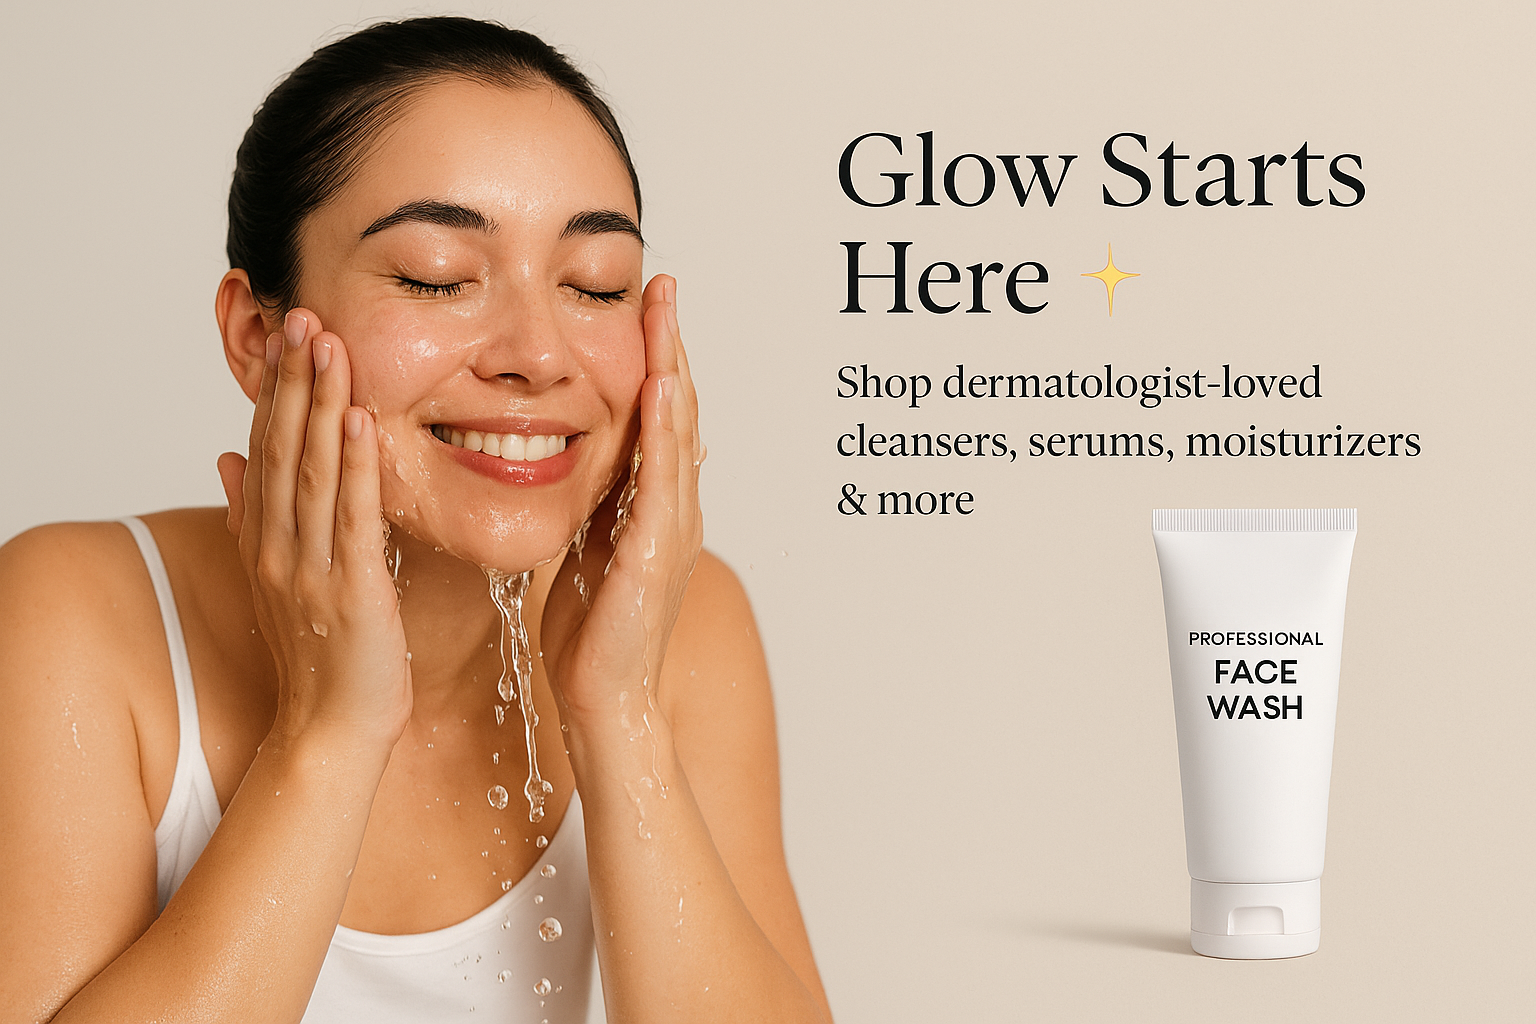 Glow Starts
Here
Shop dermatologist-loved
cleansers, serums, moisturizers
& more
PROFESSIONAL
FACE
WASH